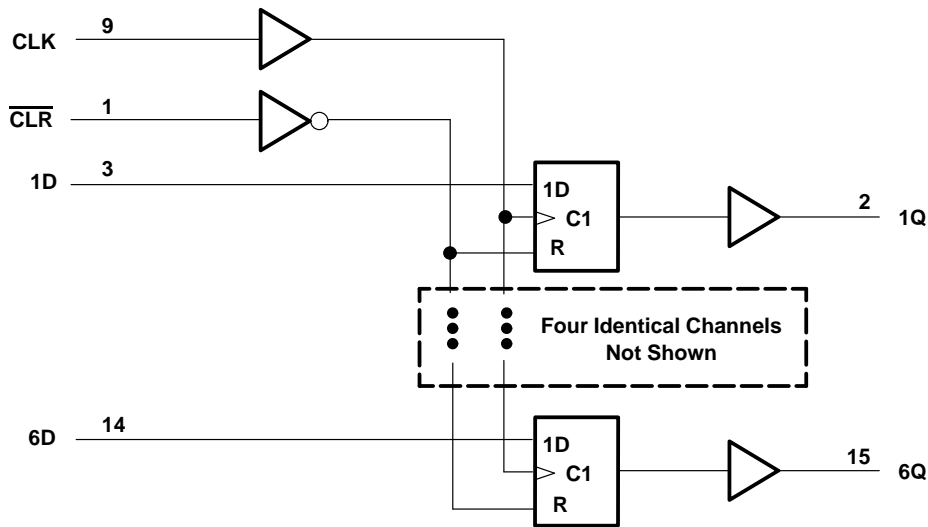 CLK 9
CLR 1
1D 3
1D
C1
R
2 1Q
Four Identical Channels
Not Shown
6D 14
1D
C1
R
15 6Q